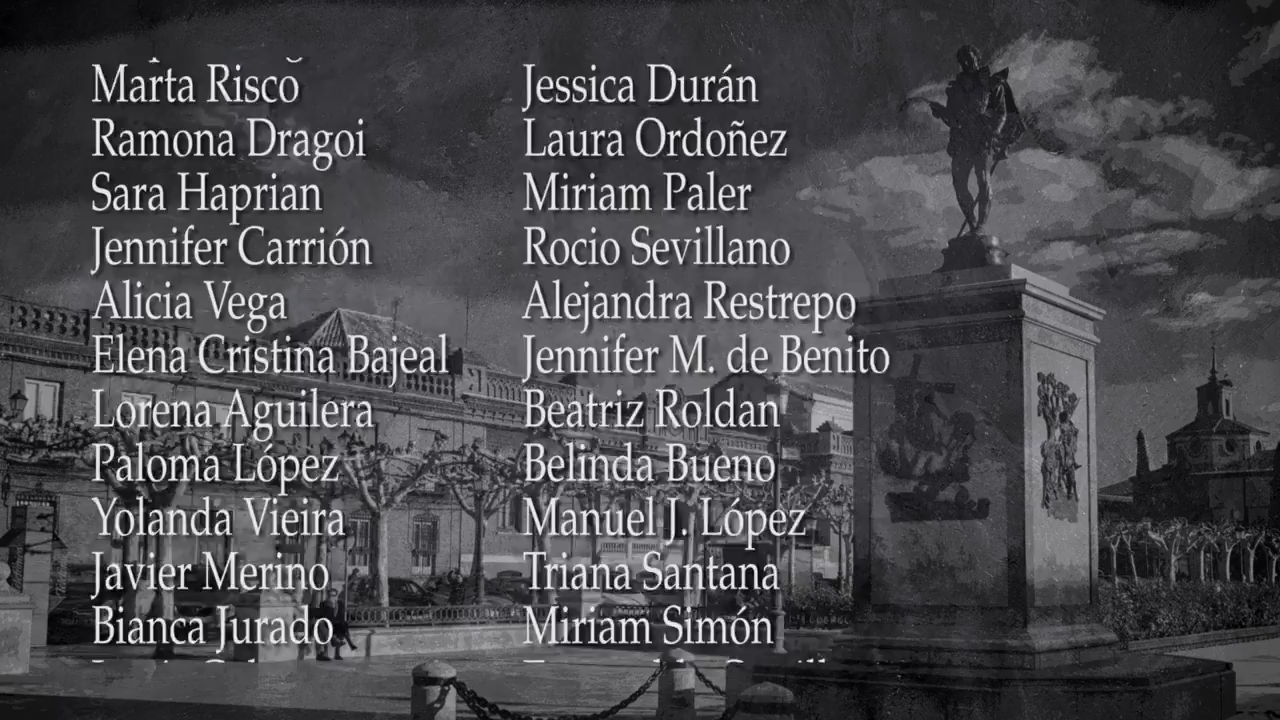 Marta Risco
Ramona Dragoi
Sara Haprian
Jennifer Carrión
Alicia Vega
Elena Cristina Bajeal
Lorena Aguilera
Paloma López
Yolanda Vieira
Javier Merino
Bianca Jurado
Jessica Durán
Laura Ordoñez
Miriam Paler
Rocio Sevillano
Alejandra Restrepo
Jennifer M. de Benito
Beatriz Roldan
Belinda Bueno
Manuel J. López
Triana Santana
Miriam Simón